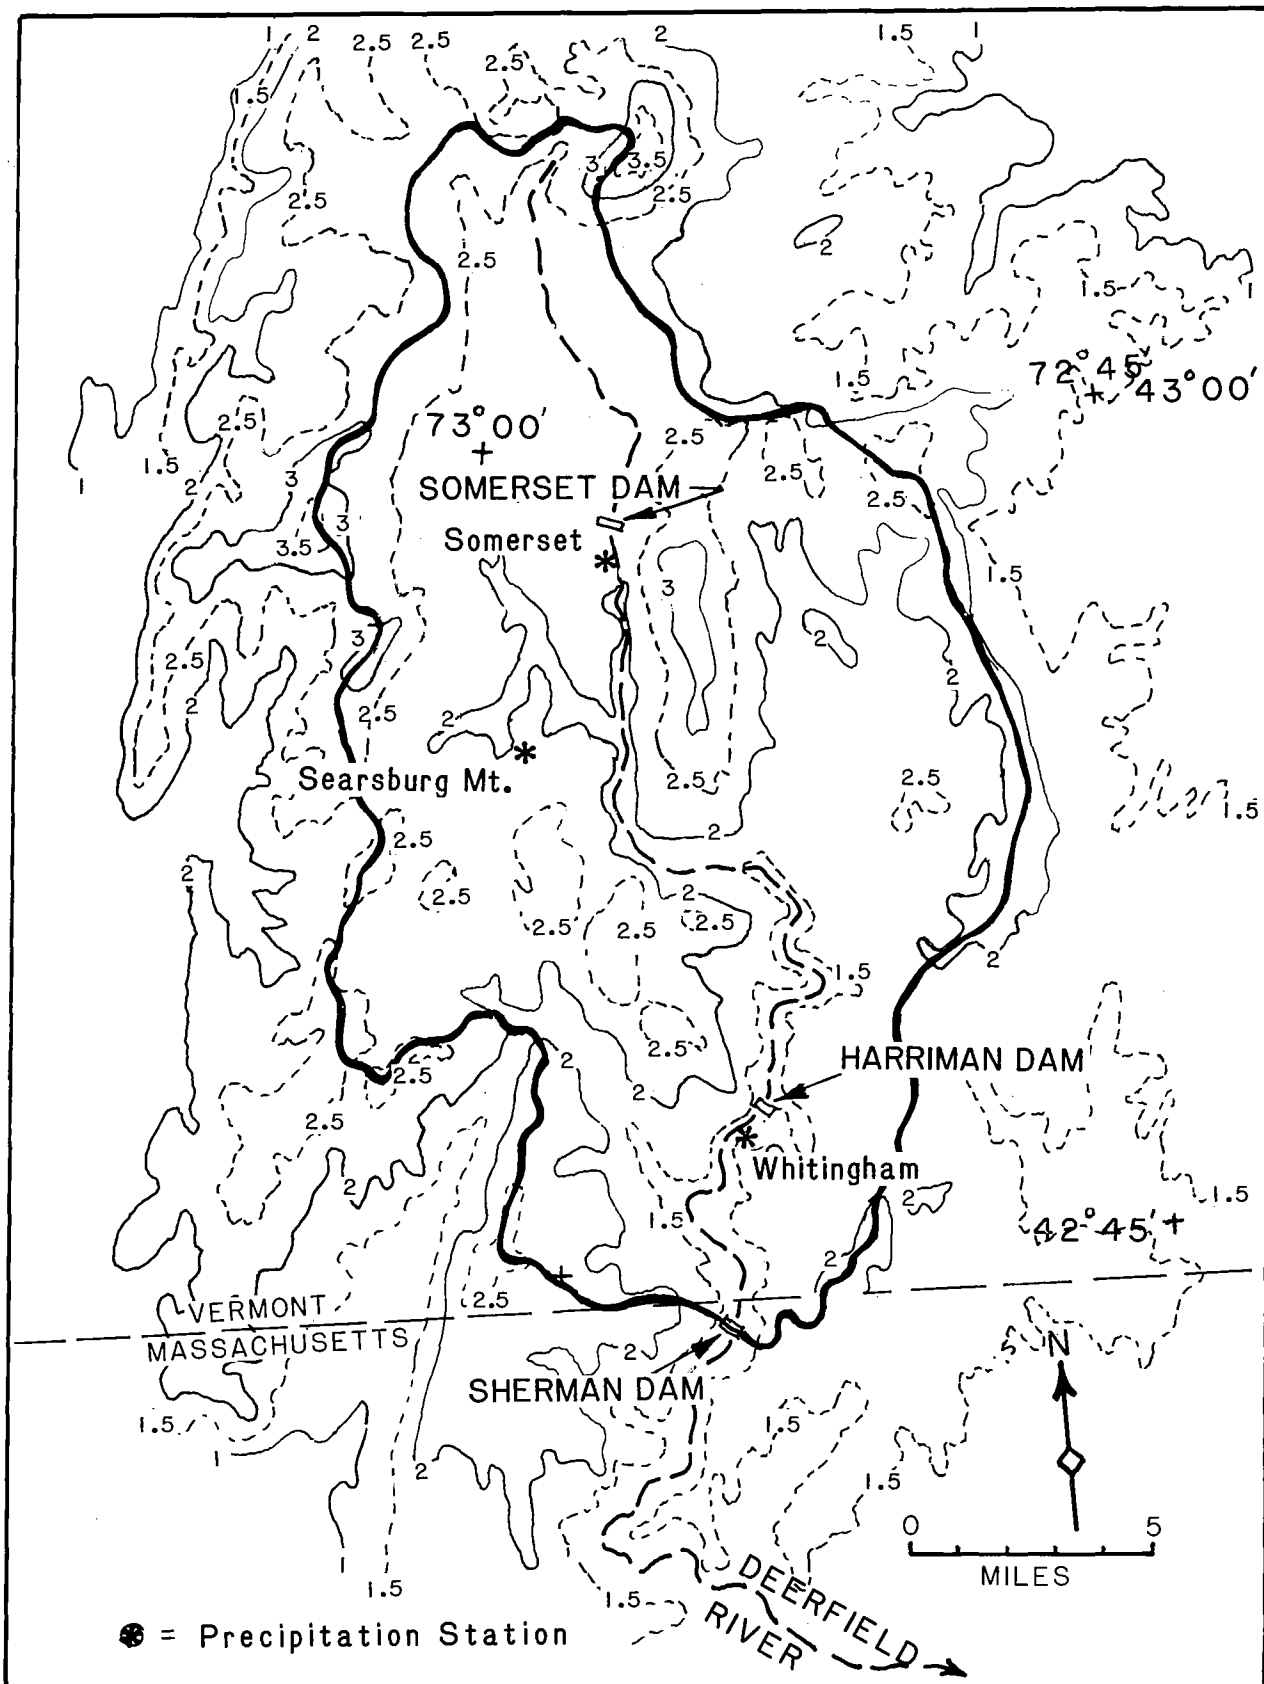 1 2 2.5 2.5 2 1.5 1
2.5
1.5
3 3.5
2.5 2.5
2
2.5
1.5 1
72°45' 43°00'
1.5
2.5 73°00' 2.5
1 1.5 2 3 2.5 2.5
SOMERSET DAM
3
3.5
Somerset
1.5
3
3 2
2.5
2 2
2.5 2
Searsburg Mt.
2.5 2.5
1.5
2.5 2
2
2.5 2
2.5 2.5 2.5
1.5 2
2.5 2 HARRIMAN DAM
2.5 2
2.5
Whitingham
2 1.5 2 1.5
42°45'
2
2.5
VERMONT
MASSACHUSETTS
2
N
SHERMAN DAM
1.5 1.5
1 2
1.5
0 5
MILES
1
1.5 1.5
DEERFIELD
RIVER
= Precipitation Station